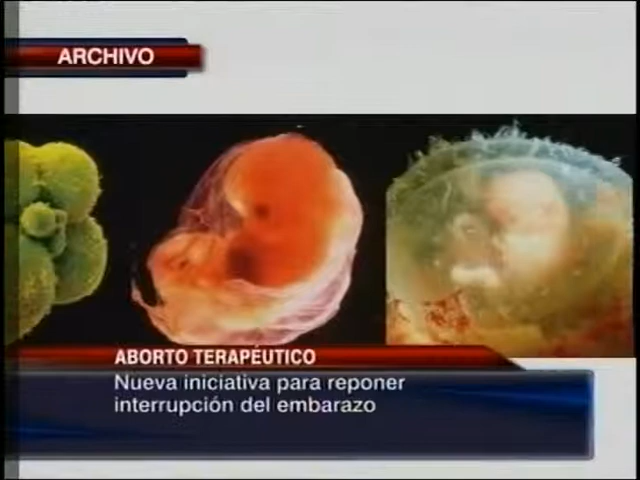 ARCHIVO
ABORTO TERAPÉUTICO
Nueva iniciativa para reponer
interrupción del embarazo